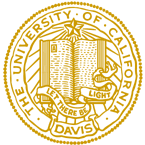 THE · UNIVERSITY · OF · CALIFORNIA
LET THERE BE
LIGHT
DAVIS